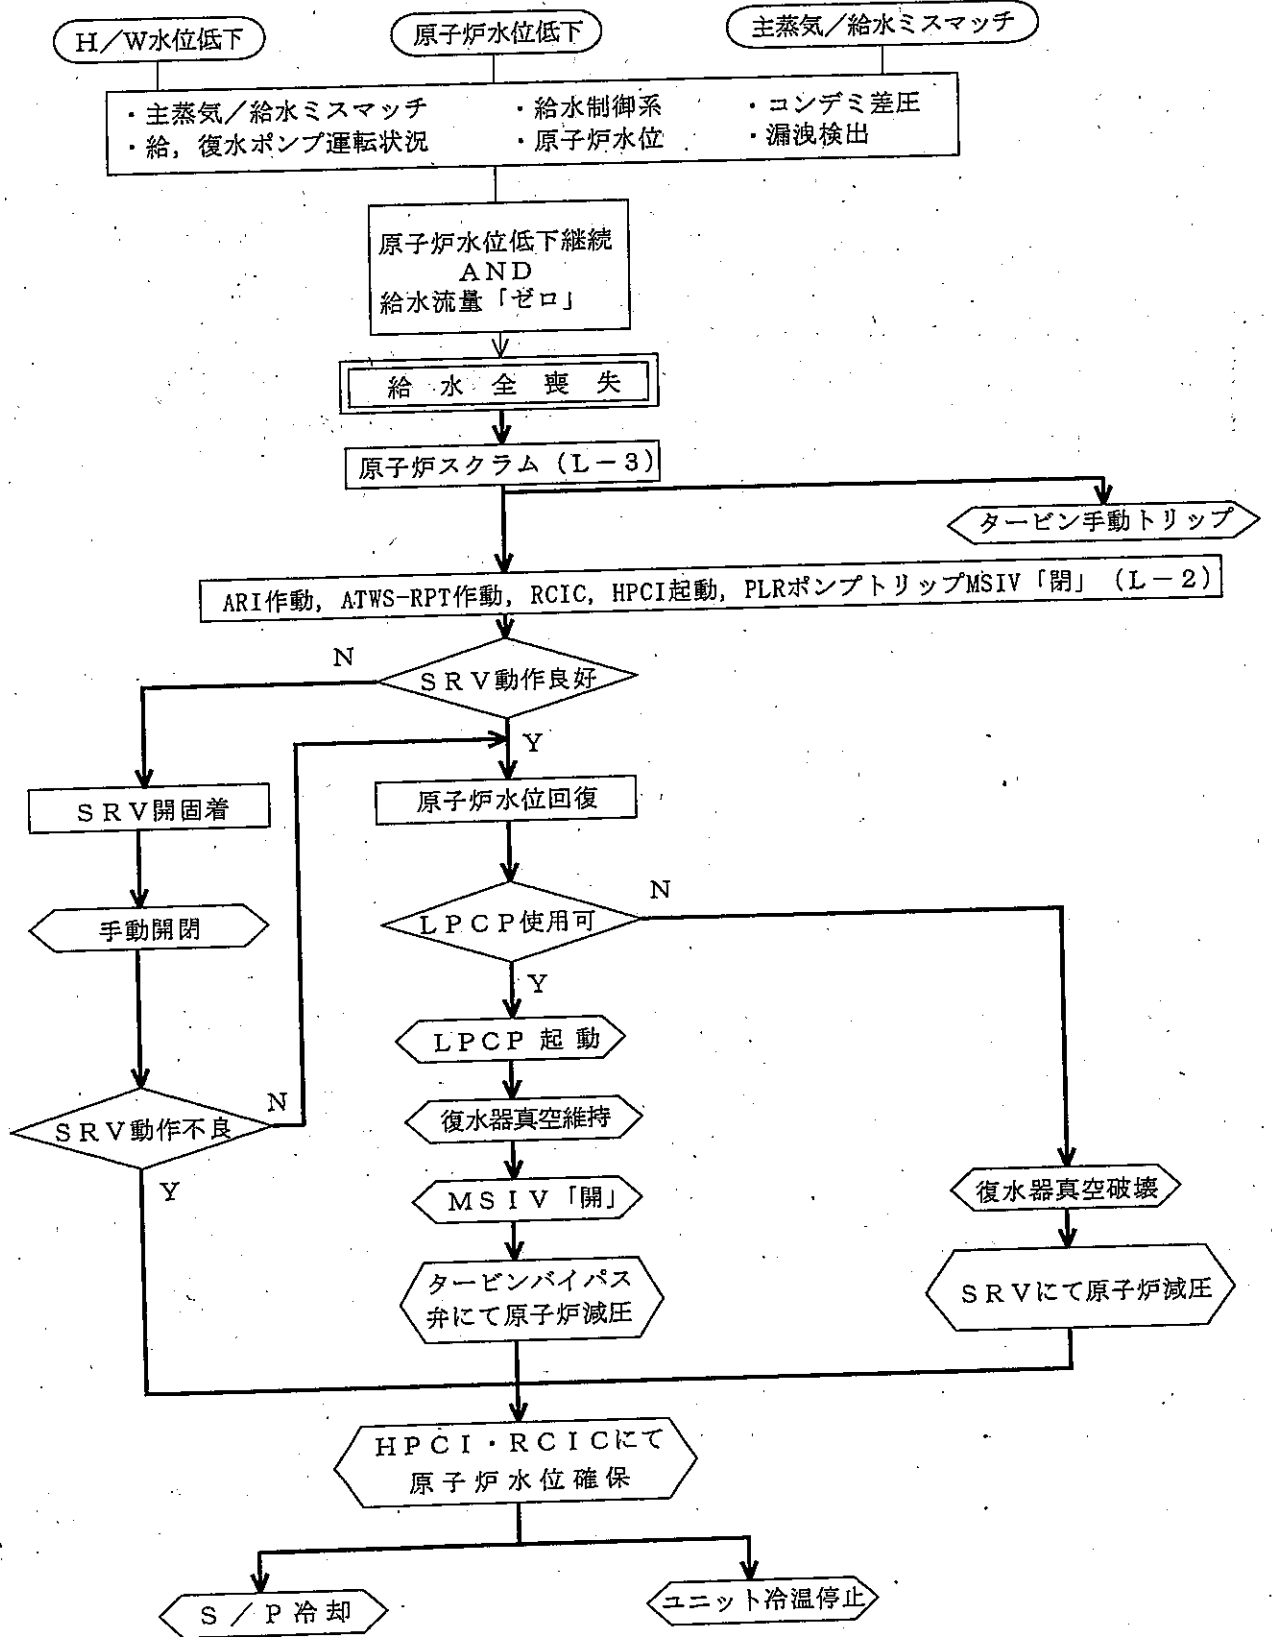 H／W水位低下
原子炉水位低下
主蒸気／給水ミスマッチ
・主蒸気／給水ミスマッチ ・給水制御系 ・コンデミ差圧
・給，復水ポンプ運転状況 ・原子炉水位 ・漏洩検出
原子炉水位低下継続
AND
給水流量「ゼロ」
給水全喪失
原子炉スクラム（L－3）
タービン手動トリップ
ARI作動，ATWS-RPT作動，RCIC，HPCI起動，PLRポンプトリップMSIV「閉」（L－2）
N
SRV動作良好
Y
SRV開固着
原子炉水位回復
N
手動開閉
LPCP使用可
Y
LPCP起動
N
SRV動作不良
復水器真空維持
Y
MSIV「開」
復水器真空破壊
タービンバイパス
弁にて原子炉減圧
SRVにて原子炉減圧
HPCI・RCICにて
原子炉水位確保
S／P冷却
ユニット冷温停止